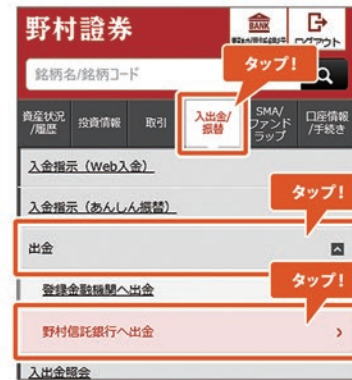 野村證券
BANK
ログアウト
銘柄名/銘柄コード
タップ!
資産状況
/履歴
投資情報
取引
入出金/
振替
SMA/
ファンド
ラップ
口座情報
/手続き
入金指示（Web入金）
入金指示（あんしん振替）
タップ!
出金
登録金融機関へ出金
タップ!
野村信託銀行へ出金
入出金照会